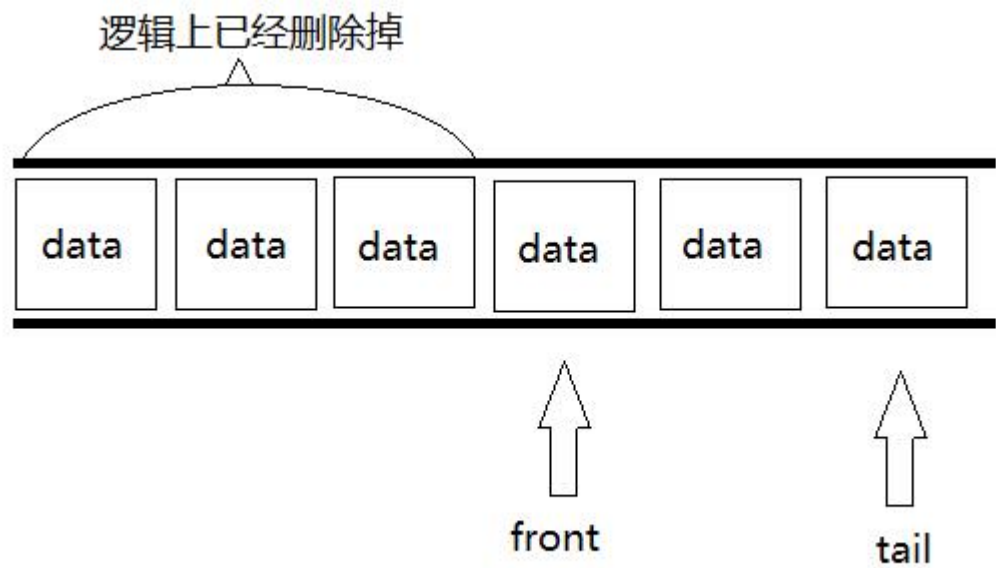 逻辑上已经删除掉
data data data data data data
front
tail